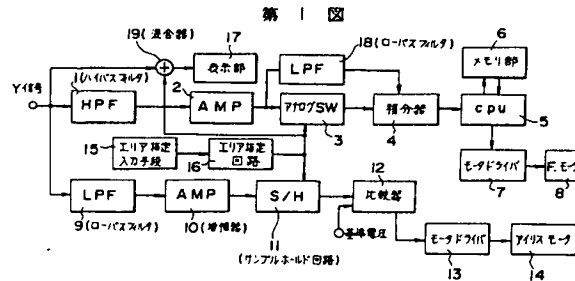 第1図
19(混合器)
17
表示部
18(ローパスフィルタ)
LPF
6
メモリ部
Y信号
1(ハイパスフィルタ)
HPF
2
AMP
アナログSW
3
積分器
4
cpu
5
15
エリア指定
入力手段
エリア指定
回路
16
モータドライバ
7
F.モータ
8
LPF
9(ローパスフィルタ)
AMP
10(増幅器)
S/H
11
(サンプルホールド回路)
12
比較器
基準電圧
モータドライバ
13
アイリスモータ
14